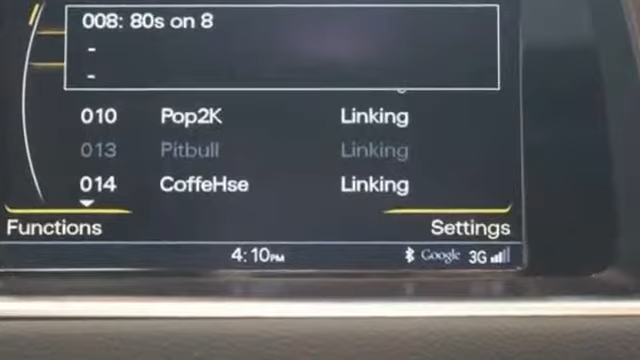 008: 80s on 8
-
-
010 Pop2K Linking
013 Pitbull Linking
014 CoffeHse Linking
Functions Settings
4:10PM Google 3G